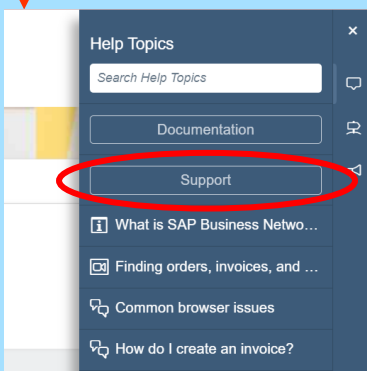 Help Topics
Search Help Topics
Documentation
Support
What is SAP Business Netwo...
Finding orders, invoices, and ...
Common browser issues
How do I create an invoice?